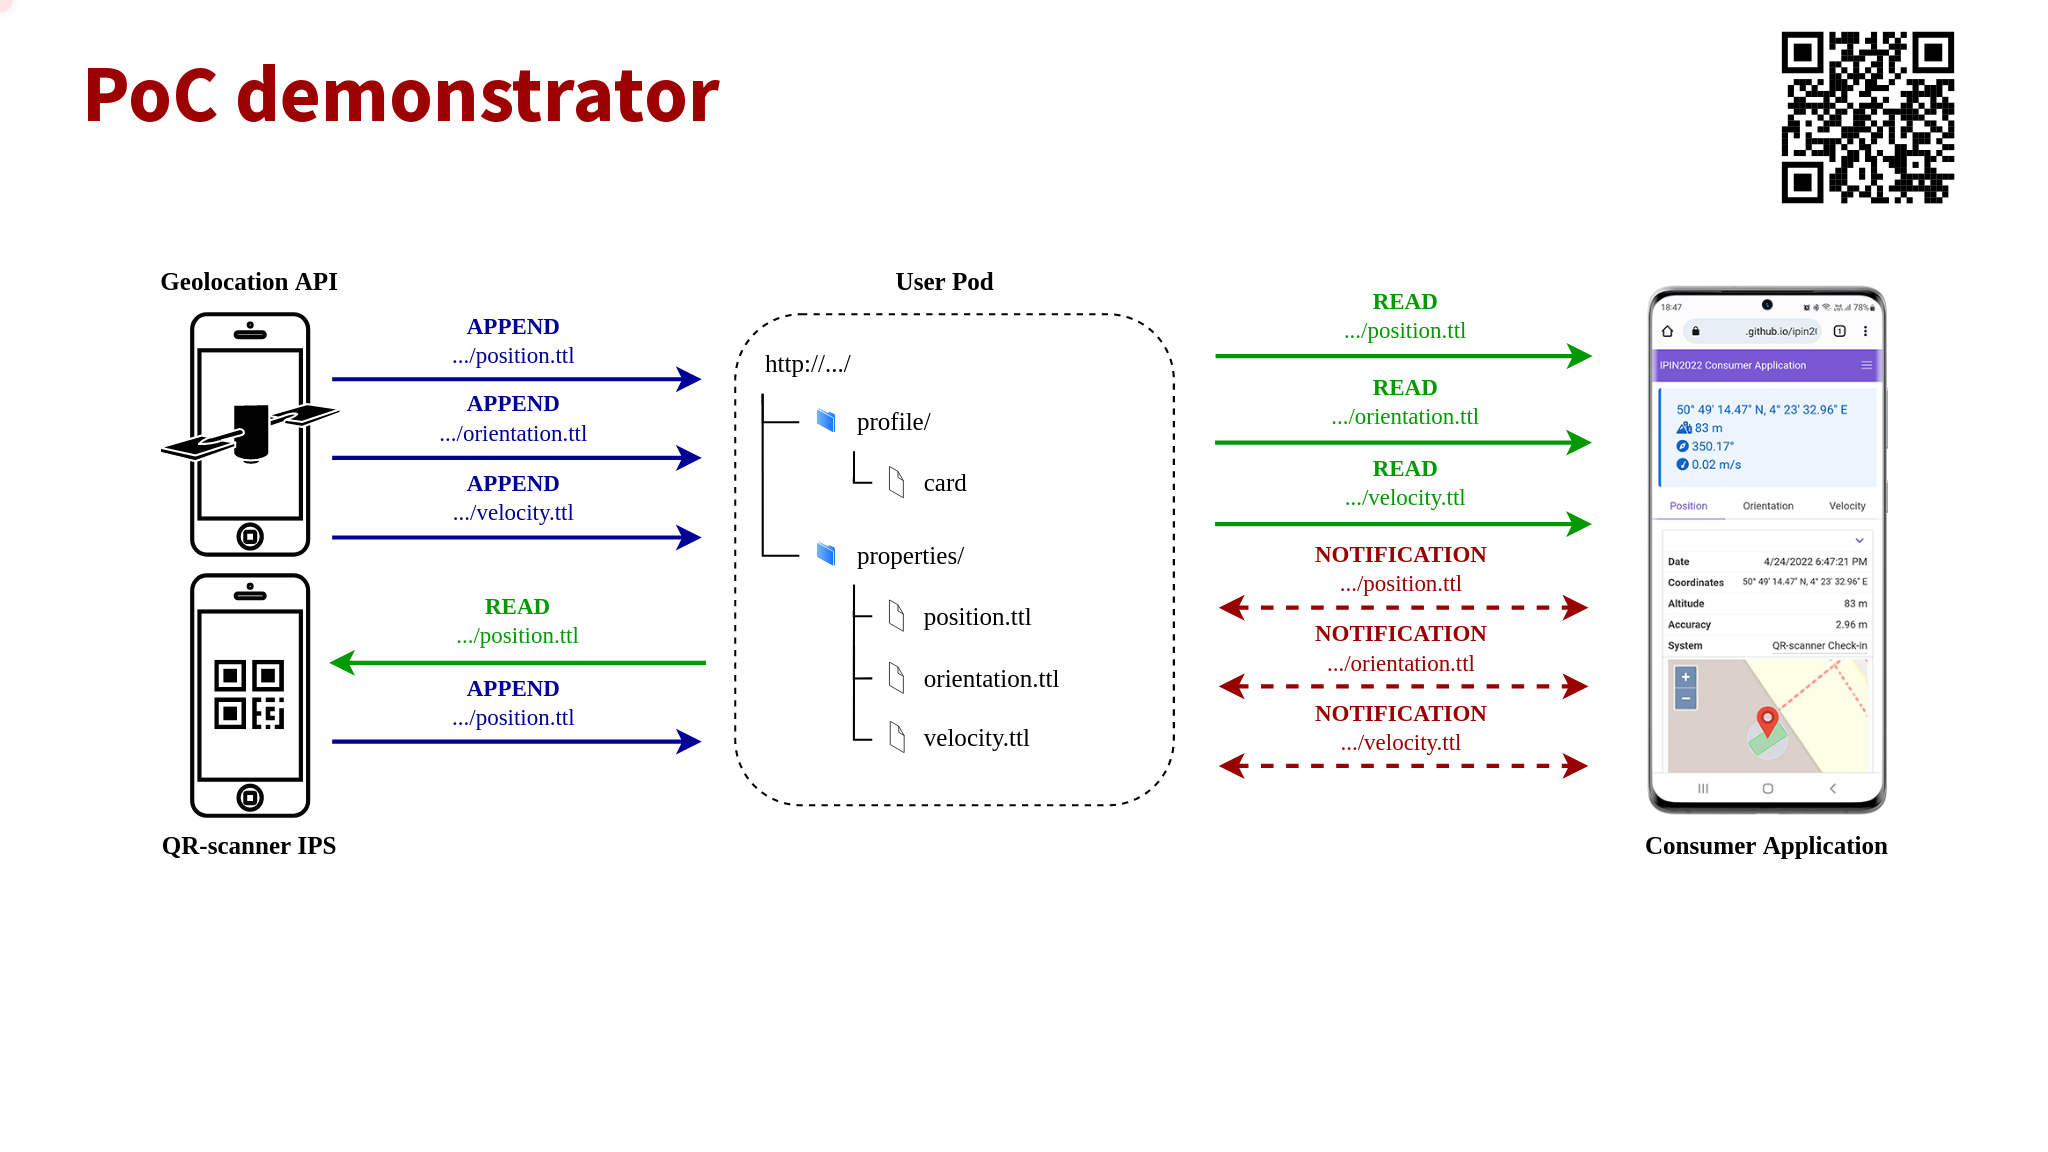 PoC demonstrator
Geolocation API
APPEND
.../position.ttl
APPEND
.../orientation.ttl
APPEND
.../velocity.ttl
READ
.../position.ttl
APPEND
.../position.ttl
QR-scanner IPS
User Pod
http://.../
profile/
card
properties/
position.ttl
orientation.ttl
velocity.ttl
READ
.../position.ttl
READ
.../orientation.ttl
READ
.../velocity.ttl
NOTIFICATION
.../position.ttl
NOTIFICATION
.../orientation.ttl
NOTIFICATION
.../velocity.ttl
18:47 78%
.github.io/ipin2
IPIN2022 Consumer Application
50° 49' 14.47" N, 4° 23' 32.96" E
83 m
350.17°
0.02 m/s
Position Orientation Velocity
Date 4/24/2022 6:47:21 PM
Coordinates 50° 49' 14.47" N, 4° 23' 32.96" E
Altitude 83 m
Accuracy 2.96 m
System QR-scanner Check-in
+
−
Consumer Application